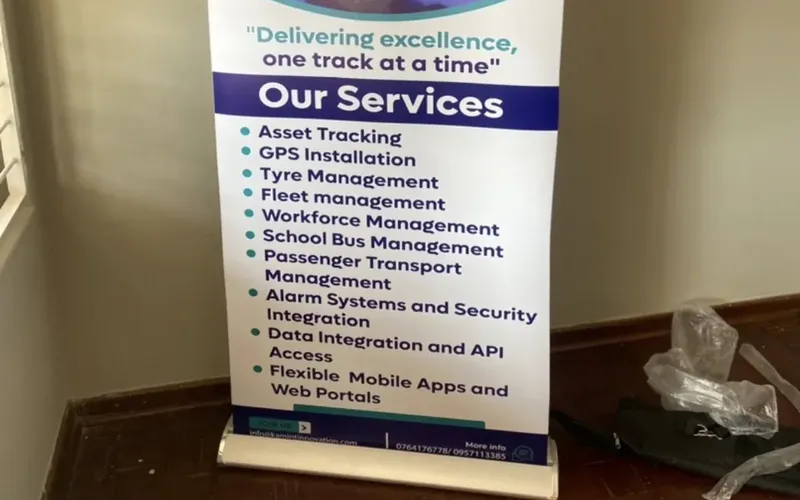 "Delivering excellence,
one track at a time"
Our Services
• Asset Tracking
• GPS Installation
• Tyre Management
• Fleet management
• Workforce Management
• School Bus Management
• Passenger Transport
Management
• Alarm Systems and Security
Integration
• Data Integration and API
Access
• Flexible Mobile Apps and
Web Portals
More info
0764176778/ 0957113385